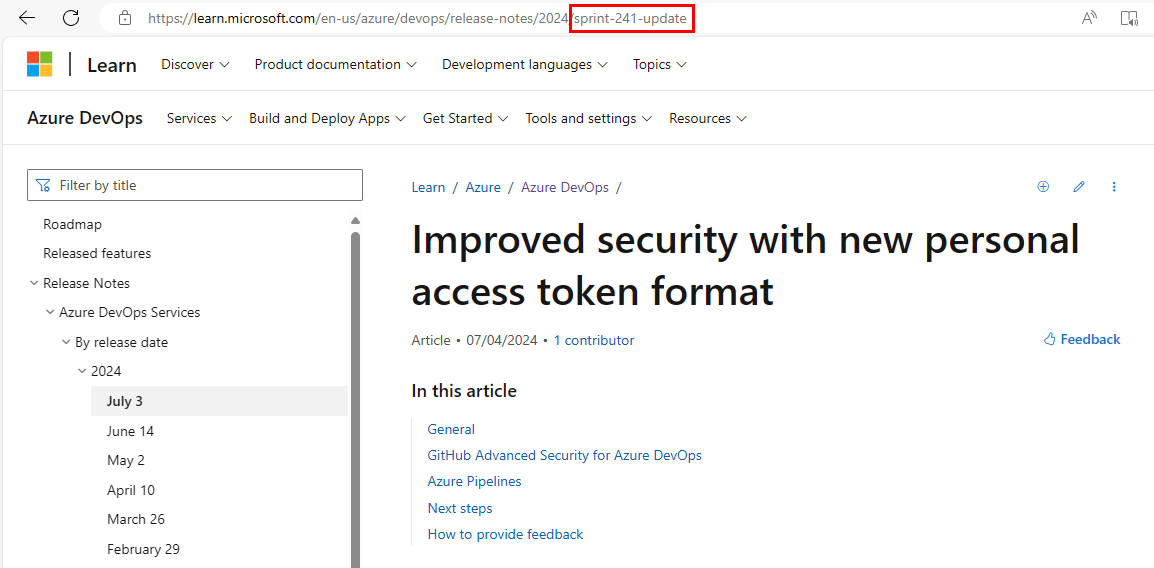 https://learn.microsoft.com/en-us/azure/devops/release-notes/2024/sprint-241-update
Learn Discover Product documentation Development languages Topics
Azure DevOps Services Build and Deploy Apps Get Started Tools and settings Resources
Filter by title
Roadmap
Released features
Release Notes
Azure DevOps Services
By release date
2024
July 3
June 14
May 2
April 10
March 26
February 29
Learn / Azure / Azure DevOps /
Improved security with new personal
access token format
Article • 07/04/2024 • 1 contributor
Feedback
In this article
General
GitHub Advanced Security for Azure DevOps
Azure Pipelines
Next steps
How to provide feedback